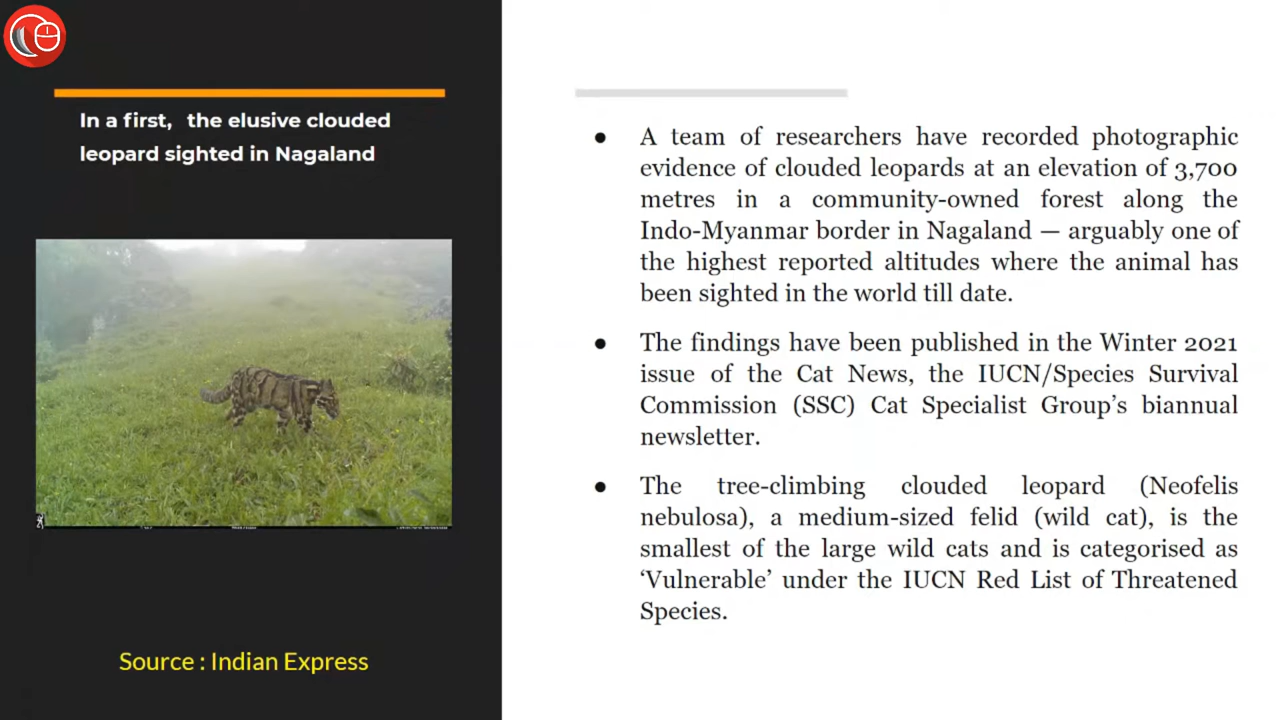 In a first, the elusive clouded
leopard sighted in Nagaland
Source : Indian Express
● A team of researchers have recorded photographic
evidence of clouded leopards at an elevation of 3,700
metres in a community-owned forest along the
Indo-Myanmar border in Nagaland — arguably one of
the highest reported altitudes where the animal has
been sighted in the world till date.
● The findings have been published in the Winter 2021
issue of the Cat News, the IUCN/Species Survival
Commission (SSC) Cat Specialist Group’s biannual
newsletter.
● The tree-climbing clouded leopard (Neofelis
nebulosa), a medium-sized felid (wild cat), is the
smallest of the large wild cats and is categorised as
‘Vulnerable’ under the IUCN Red List of Threatened
Species.